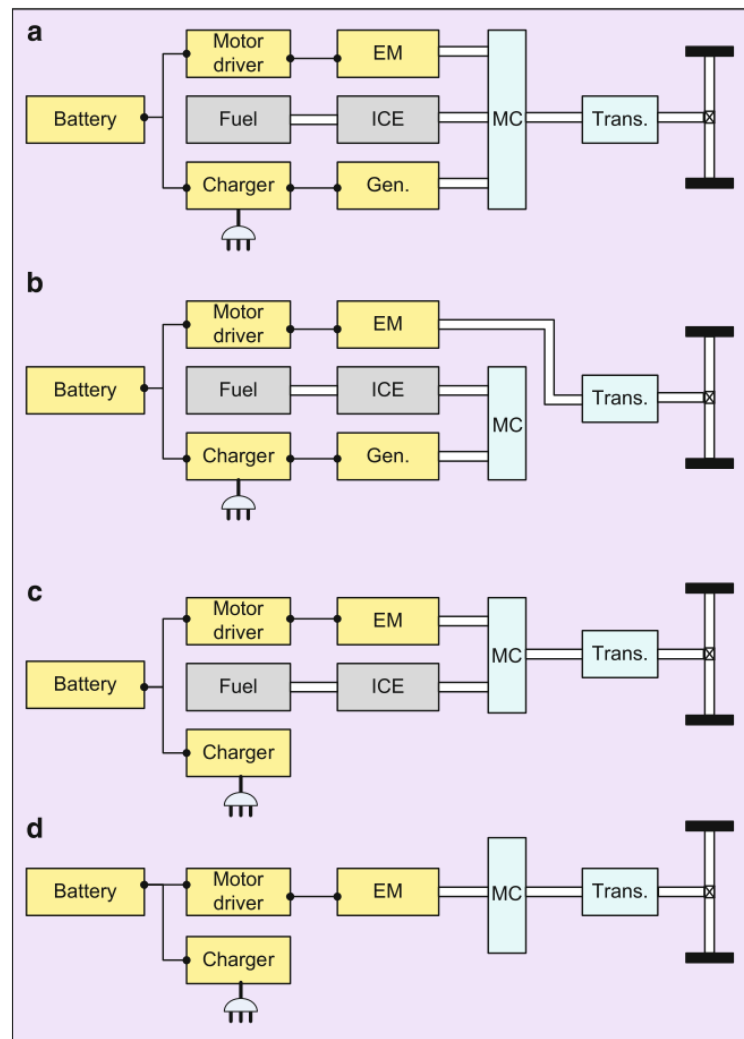 a
Motor
driver
EM
Battery
Fuel
ICE
MC
Trans.
Charger
Gen.
b
Motor
driver
EM
Battery
Fuel
ICE
MC
Trans.
Charger
Gen.
c
Motor
driver
EM
MC
Trans.
Battery
Fuel
ICE
Charger
d
Battery
Motor
driver
EM
MC
Trans.
Charger